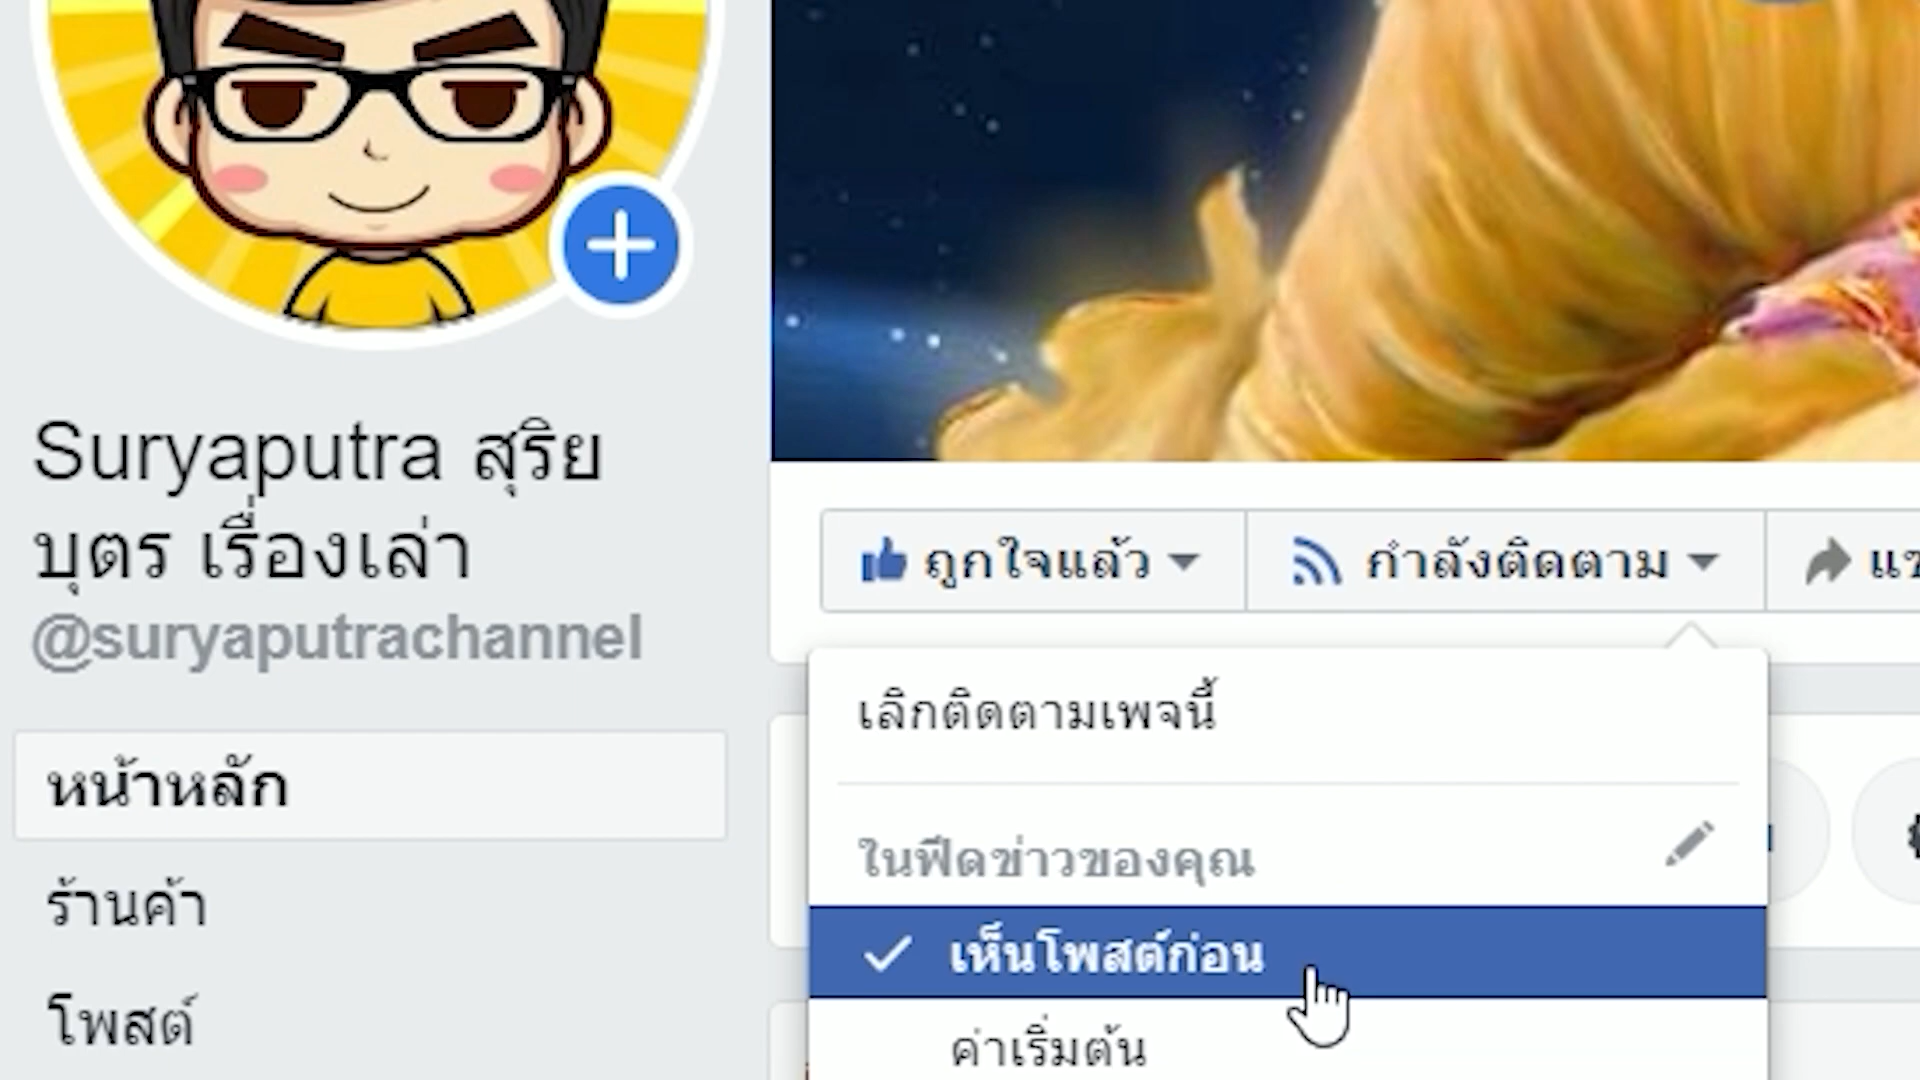 Suryaputra สุริย
บุตร เรื่องเล่า
@suryaputrachannel
หน้าหลัก
ร้านค้า
โพสต์
ถูกใจแล้ว
กำลังติดตาม
เลิกติดตามเพจนี้
ในฟีดข่าวของคุณ
เห็นโพสต์ก่อน
ค่าเริ่มต้น